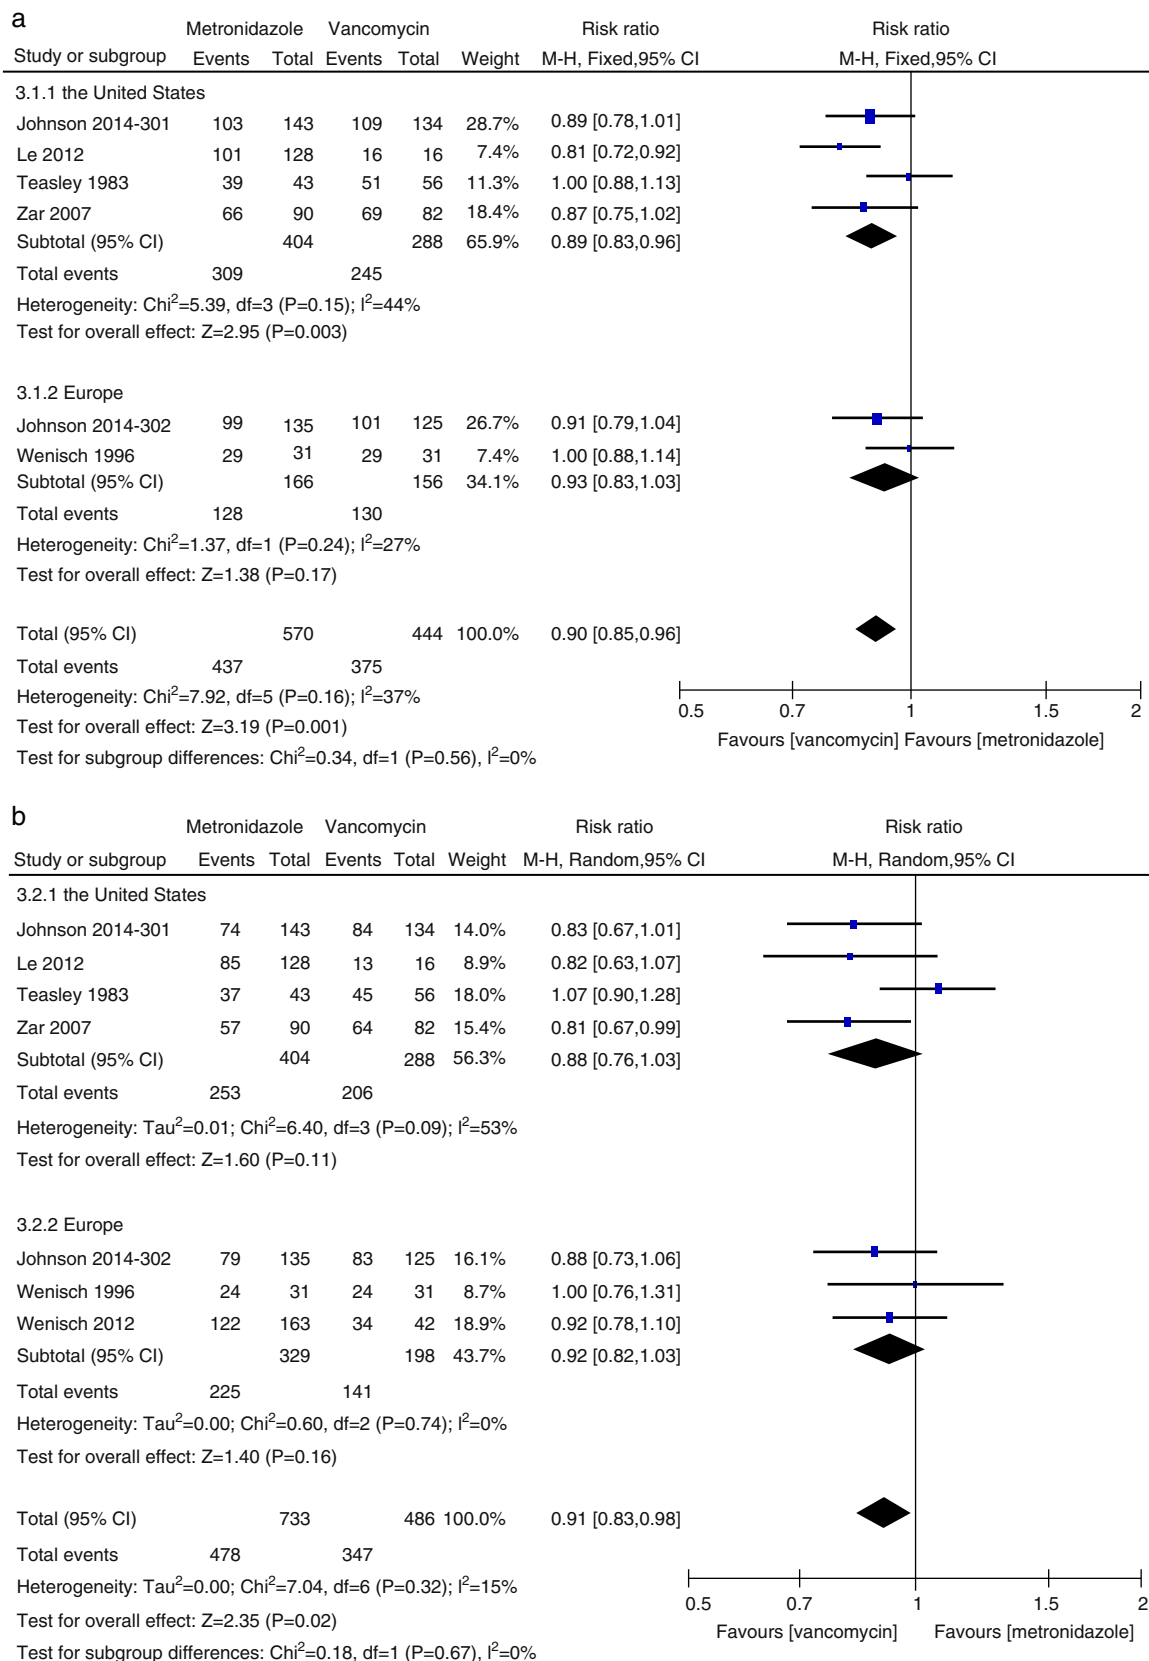 a
Metronidazole Vancomycin Risk ratio Risk ratio
Study or subgroup Events Total Events Total Weight M-H, Fixed,95% CI M-H, Fixed,95% CI
3.1.1 the United States
Johnson 2014-301 103 143 109 134 28.7% 0.89 [0.78,1.01]
Le 2012 101 128 16 16 7.4% 0.81 [0.72,0.92]
Teasley 1983 39 43 51 56 11.3% 1.00 [0.88,1.13]
Zar 2007 66 90 69 82 18.4% 0.87 [0.75,1.02]
Subtotal (95% CI) 404 288 65.9% 0.89 [0.83,0.96]
Total events 309 245
Heterogeneity: Chi²=5.39, df=3 (P=0.15); I²=44%
Test for overall effect: Z=2.95 (P=0.003)
3.1.2 Europe
Johnson 2014-302 99 135 101 125 26.7% 0.91 [0.79,1.04]
Wenisch 1996 29 31 29 31 7.4% 1.00 [0.88,1.14]
Subtotal (95% CI) 166 156 34.1% 0.93 [0.83,1.03]
Total events 128 130
Heterogeneity: Chi²=1.37, df=1 (P=0.24); I²=27%
Test for overall effect: Z=1.38 (P=0.17)
Total (95% CI) 570 444 100.0% 0.90 [0.85,0.96]
Total events 437 375
Heterogeneity: Chi²=7.92, df=5 (P=0.16); I²=37%
Test for overall effect: Z=3.19 (P=0.001)
Test for subgroup differences: Chi²=0.34, df=1 (P=0.56), I²=0%
0.5 0.7 1 1.5 2
Favours [vancomycin] Favours [metronidazole]
b
Metronidazole Vancomycin Risk ratio Risk ratio
Study or subgroup Events Total Events Total Weight M-H, Random,95% CI M-H, Random,95% CI
3.2.1 the United States
Johnson 2014-301 74 143 84 134 14.0% 0.83 [0.67,1.01]
Le 2012 85 128 13 16 8.9% 0.82 [0.63,1.07]
Teasley 1983 37 43 45 56 18.0% 1.07 [0.90,1.28]
Zar 2007 57 90 64 82 15.4% 0.81 [0.67,0.99]
Subtotal (95% CI) 404 288 56.3% 0.88 [0.76,1.03]
Total events 253 206
Heterogeneity: Tau²=0.01; Chi²=6.40, df=3 (P=0.09); I²=53%
Test for overall effect: Z=1.60 (P=0.11)
3.2.2 Europe
Johnson 2014-302 79 135 83 125 16.1% 0.88 [0.73,1.06]
Wenisch 1996 24 31 24 31 8.7% 1.00 [0.76,1.31]
Wenisch 2012 122 163 34 42 18.9% 0.92 [0.78,1.10]
Subtotal (95% CI) 329 198 43.7% 0.92 [0.82,1.03]
Total events 225 141
Heterogeneity: Tau²=0.00; Chi²=0.60, df=2 (P=0.74); I²=0%
Test for overall effect: Z=1.40 (P=0.16)
Total (95% CI) 733 486 100.0% 0.91 [0.83,0.98]
Total events 478 347
Heterogeneity: Tau²=0.00; Chi²=7.04, df=6 (P=0.32); I²=15%
Test for overall effect: Z=2.35 (P=0.02)
Test for subgroup differences: Chi²=0.18, df=1 (P=0.67), I²=0%
0.5 0.7 1 1.5 2
Favours [vancomycin] Favours [metronidazole]